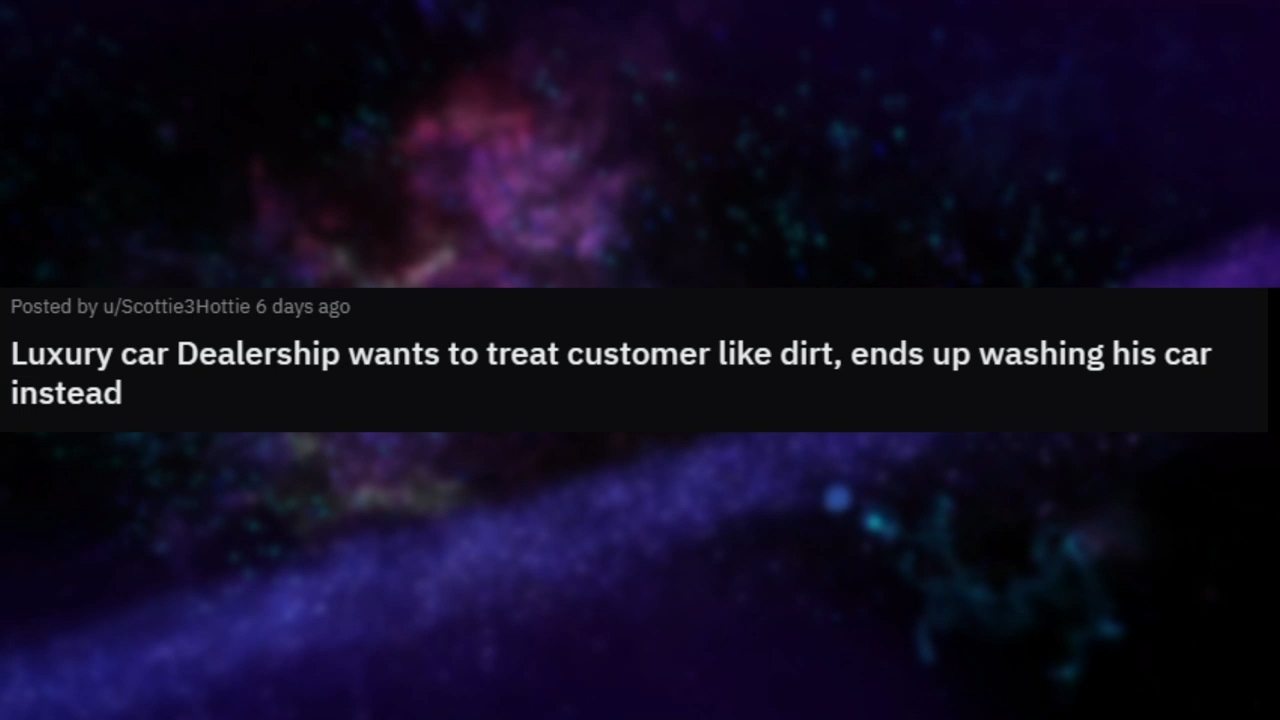 Posted by u/Scottie3Hottie 6 days ago
Luxury car Dealership wants to treat customer like dirt, ends up washing his car
instead